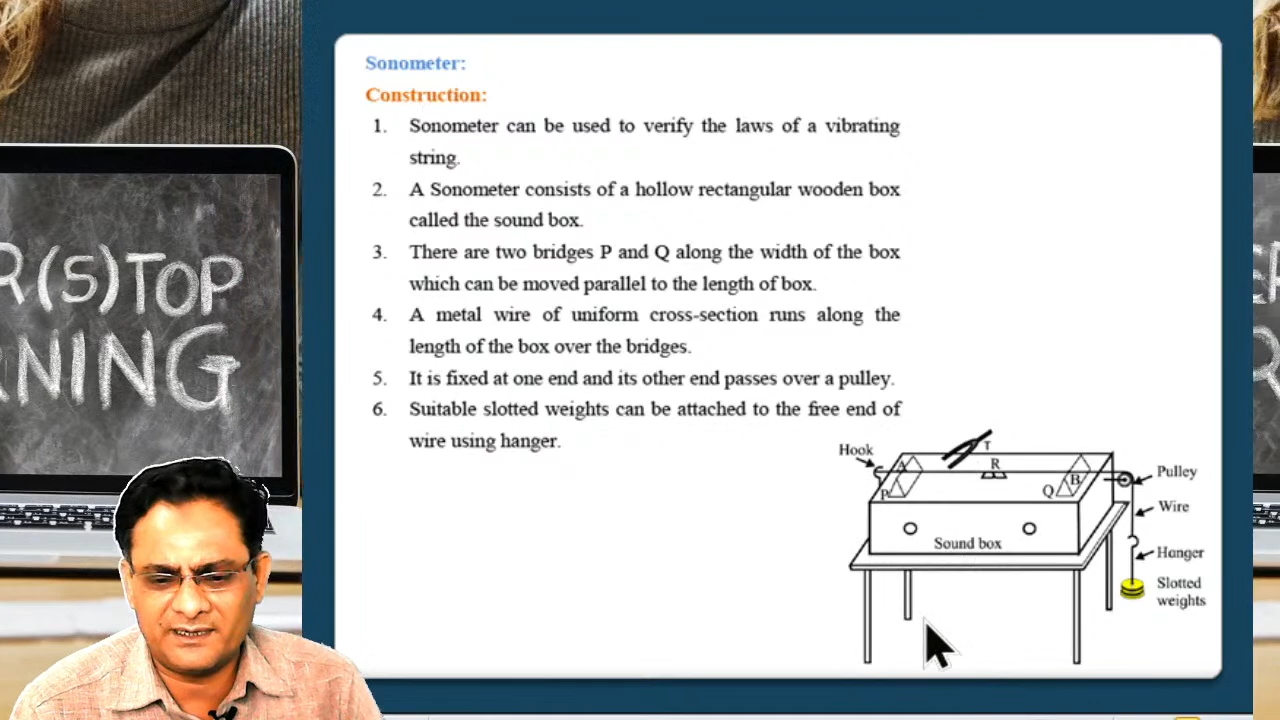 Sonometer:
Construction:
1. Sonometer can be used to verify the laws of a vibrating
string.
2. A Sonometer consists of a hollow rectangular wooden box
called the sound box.
3. There are two bridges P and Q along the width of the box
which can be moved parallel to the length of box.
4. A metal wire of uniform cross-section runs along the
length of the box over the bridges.
5. It is fixed at one end and its other end passes over a pulley.
6. Suitable slotted weights can be attached to the free end of
wire using hanger.
Hook
T
A
R
P
Q
B
Pulley
Wire
Sound box
Hanger
Slotted
weights
R(S)TOP
RNING